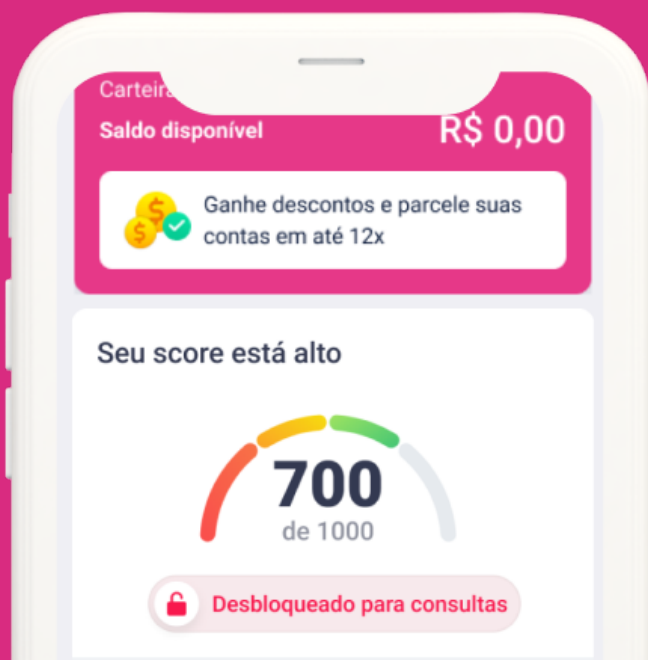 Carteira
Saldo disponível
R$ 0,00
Ganhe descontos e parcele suas
contas em até 12x
Seu score está alto
700
de 1000
Desbloqueado para consultas